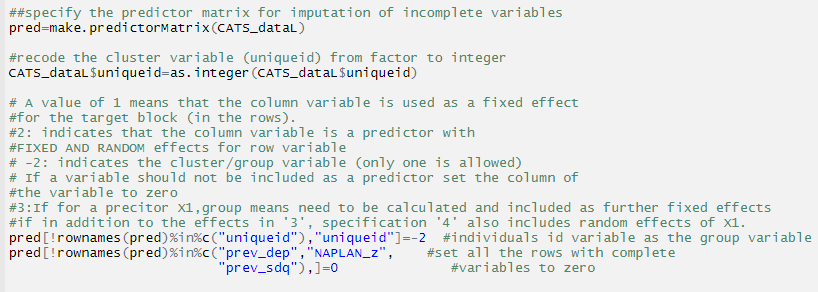 ##specify the predictor matrix for imputation of incomplete variables
pred=make.predictorMatrix(CATS_dataL)
#recode the cluster variable (uniqueid) from factor to integer
CATS_dataL$uniqueid=as.integer(CATS_dataL$uniqueid)
# A value of 1 means that the column variable is used as a fixed effect
#for the target block (in the rows).
#2: indicates that the column variable is a predictor with
#FIXED AND RANDOM effects for row variable
# -2: indicates the cluster/group variable (only one is allowed)
# If a variable should not be included as a predictor set the column of
#the variable to zero
#3:If for a precitor X1,group means need to be calculated and included as further fixed effects
#if in addition to the effects in '3', specification '4' also includes random effects of X1.
pred[!rownames(pred)%in%c("uniqueid"),"uniqueid"]=-2  #individuals id variable as the group variable
pred[!rownames(pred)%in%c("prev_dep","NAPLAN_z",    #set all the rows with complete
"prev_sdq"),]=0    #variables to zero